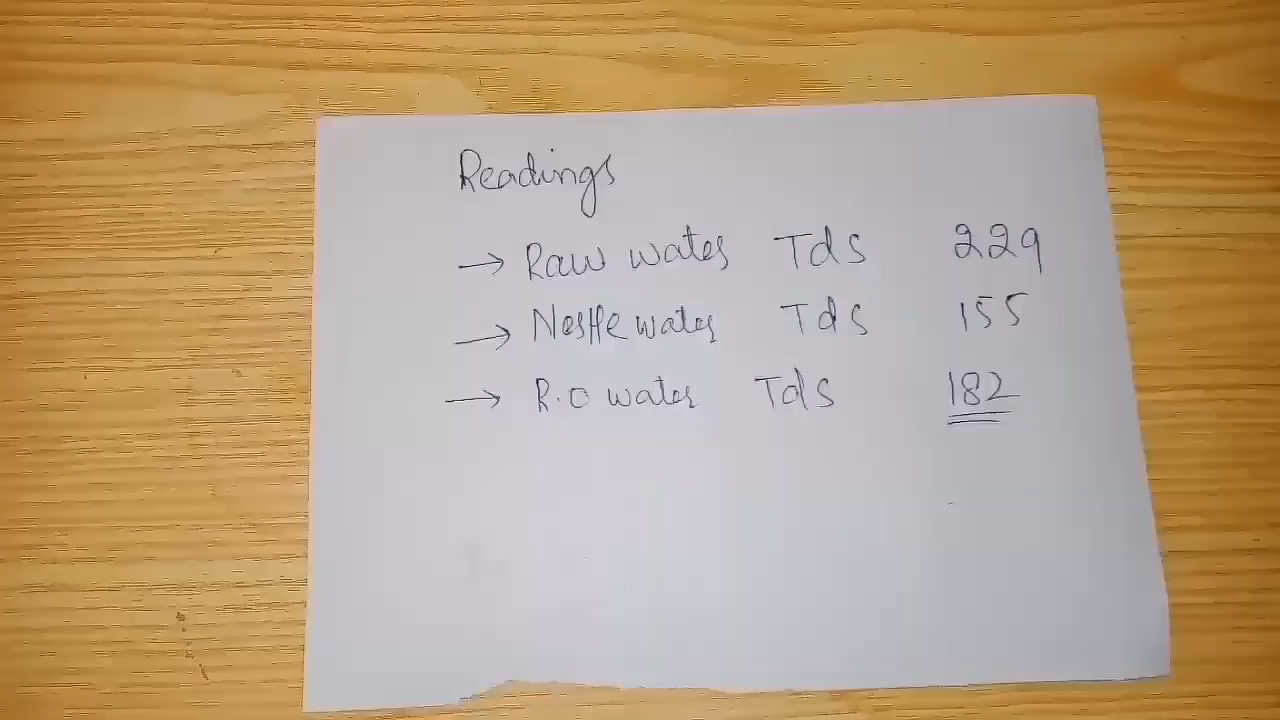 Readings
→ Raw water Tds 229
→ Nestle water Tds 155
→ R.O water Tds 182